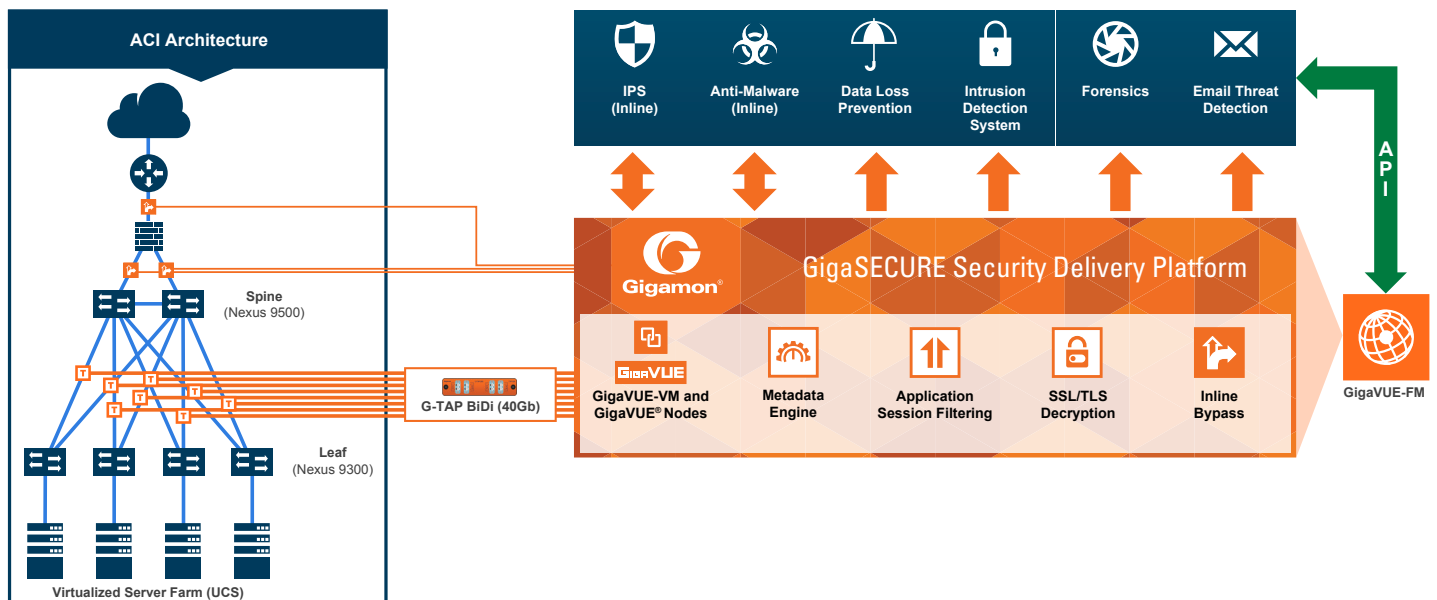 ACI Architecture
Spine
(Nexus 9500)
T
T
T
T
T
T
T
T
G-TAP BiDi (40Gb)
Leaf
(Nexus 9300)
Virtualized Server Farm (UCS)
IPS
(Inline)
Anti-Malware
(Inline)
Data Loss
Prevention
Intrusion
Detection
System
Forensics
Email Threat
Detection
API
G
Gigamon®
GigaSECURE Security Delivery Platform
GIGAVUE
GigaVUE-VM and
GigaVUE® Nodes
Metadata
Engine
Application
Session Filtering
SSL/TLS
Decryption
Inline
Bypass
GigaVUE-FM